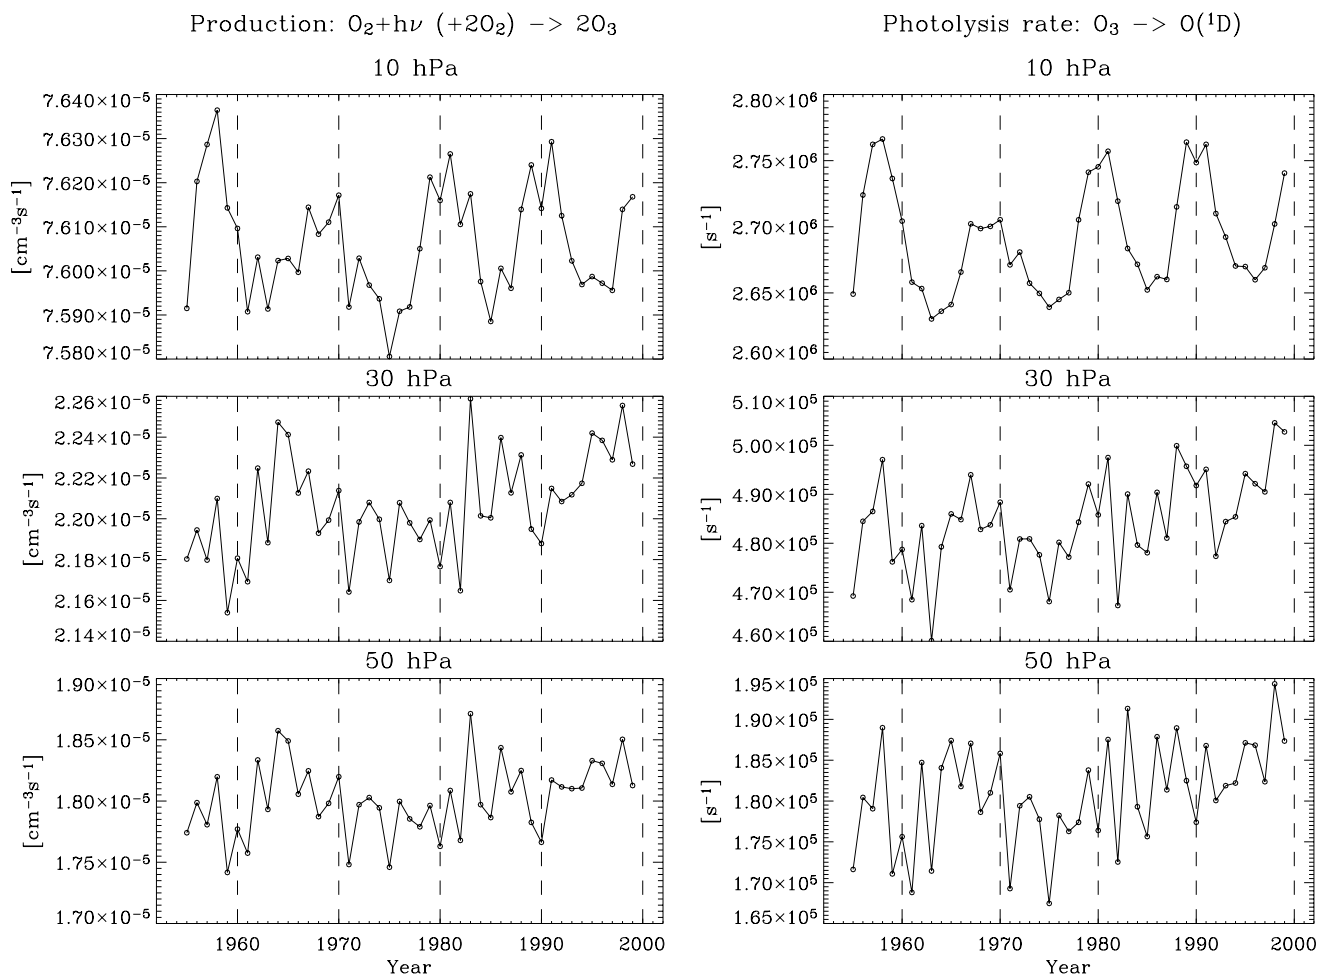 Production: O₂+hν (+2O₂) −> 2O₃
10 hPa
7.640×10⁻⁵
7.630×10⁻⁵
7.620×10⁻⁵
7.610×10⁻⁵
7.600×10⁻⁵
7.590×10⁻⁵
7.580×10⁻⁵
[cm⁻³s⁻¹]
30 hPa
2.26×10⁻⁵
2.24×10⁻⁵
2.22×10⁻⁵
2.20×10⁻⁵
2.18×10⁻⁵
2.16×10⁻⁵
2.14×10⁻⁵
[cm⁻³s⁻¹]
50 hPa
1.90×10⁻⁵
1.85×10⁻⁵
1.80×10⁻⁵
1.75×10⁻⁵
1.70×10⁻⁵
[cm⁻³s⁻¹]
1960 1970 1980 1990 2000
Year
Photolysis rate: O₃ −> O(¹D)
10 hPa
2.80×10⁶
2.75×10⁶
2.70×10⁶
2.65×10⁶
2.60×10⁶
[s⁻¹]
30 hPa
5.10×10⁵
5.00×10⁵
4.90×10⁵
4.80×10⁵
4.70×10⁵
4.60×10⁵
[s⁻¹]
50 hPa
1.95×10⁵
1.90×10⁵
1.85×10⁵
1.80×10⁵
1.75×10⁵
1.70×10⁵
1.65×10⁵
[s⁻¹]
1960 1970 1980 1990 2000
Year